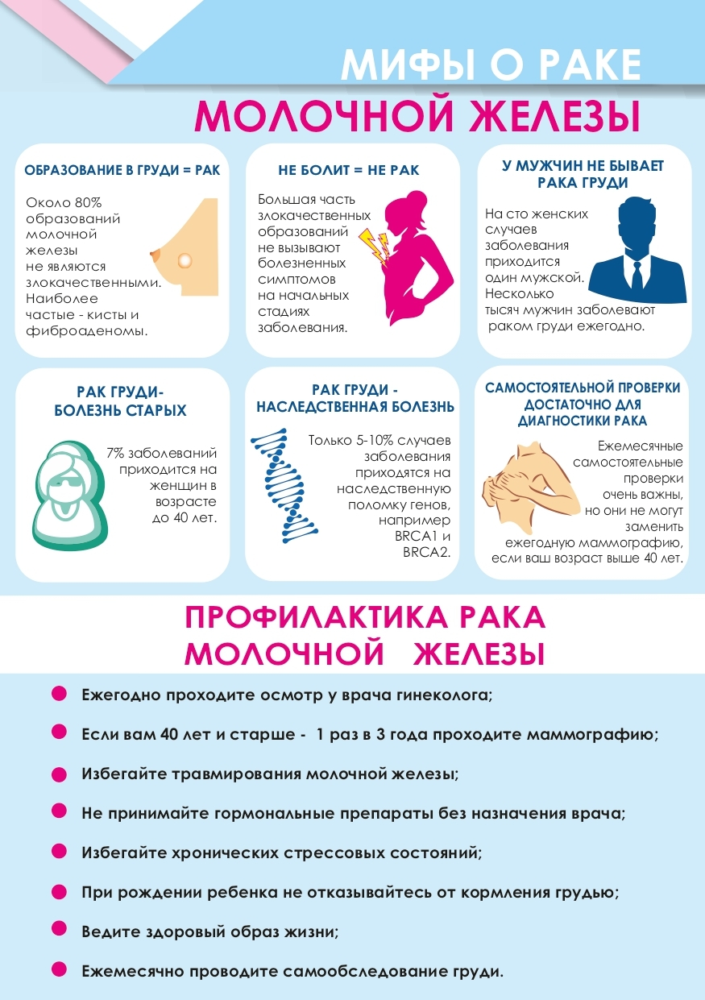 МИФЫ О РАКЕ
МОЛОЧНОЙ ЖЕЛЕЗЫ
ОБРАЗОВАНИЕ В ГРУДИ = РАК
Около 80%
образований
молочной
железы
не являются
злокачественными.
Наиболее
частые - кисты и
фиброаденомы.
НЕ БОЛИТ = НЕ РАК
Большая часть
злокачественных
образований
не вызывают
болезненных
симптомов
на начальных
стадиях
заболевания.
У МУЖЧИН НЕ БЫВАЕТ
РАКА ГРУДИ
На сто женских
случаев
заболевания
приходится
один мужской.
Несколько
тысяч мужчин заболевают
раком груди ежегодно.
РАК ГРУДИ-
БОЛЕЗНЬ СТАРЫХ
7% заболеваний
приходится на
женщин в
возрасте
до 40 лет.
РАК ГРУДИ -
НАСЛЕДСТВЕННАЯ БОЛЕЗНЬ
Только 5-10% случаев
заболевания
приходятся на
наследственную
поломку генов,
например
BRCA1 и
BRCA2.
САМОСТОЯТЕЛЬНОЙ ПРОВЕРКИ
ДОСТАТОЧНО ДЛЯ
ДИАГНОСТИКИ РАКА
Ежемесячные
самостоятельные
проверки
очень важны,
но они не могут
заменить
ежегодную маммографию,
если ваш возраст выше 40 лет.
ПРОФИЛАКТИКА РАКА
МОЛОЧНОЙ ЖЕЛЕЗЫ
Ежегодно проходите осмотр у врача гинеколога;
Если вам 40 лет и старше - 1 раз в 3 года проходите маммографию;
Избегайте травмирования молочной железы;
Не принимайте гормональные препараты без назначения врача;
Избегайте хронических стрессовых состояний;
При рождении ребенка не отказывайтесь от кормления грудью;
Ведите здоровый образ жизни;
Ежемесячно проводите самообследование груди.